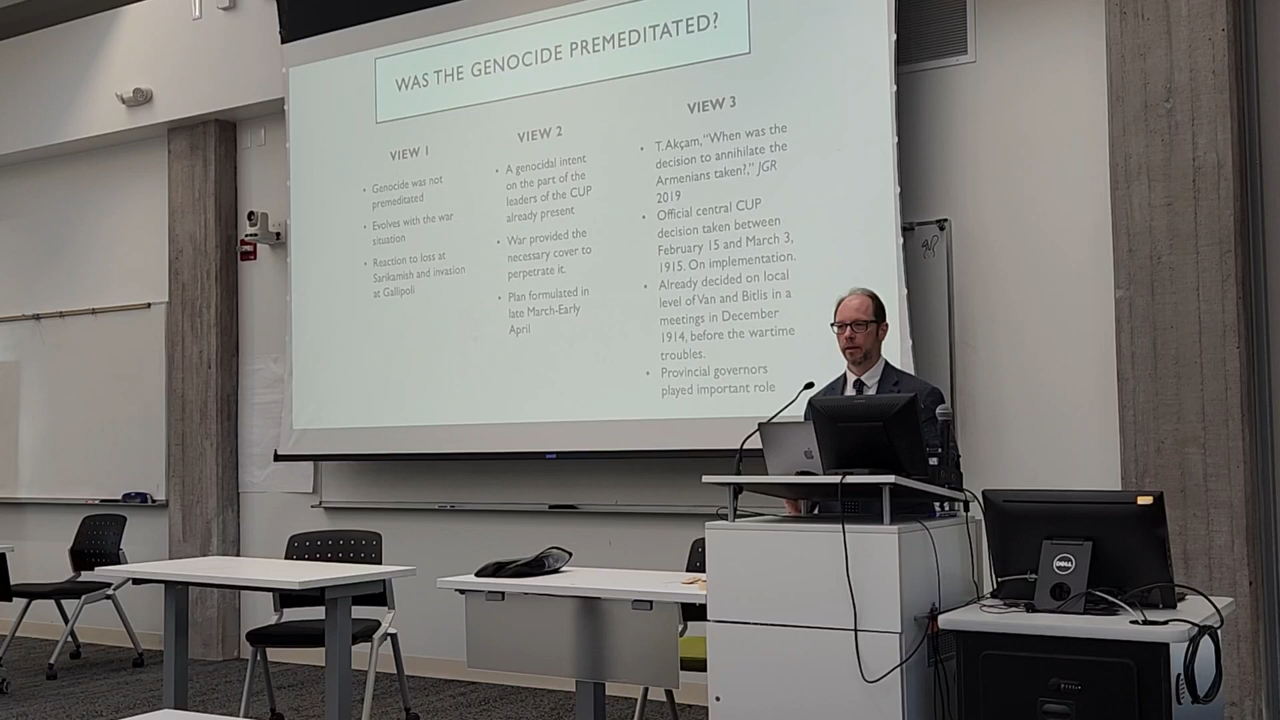 WAS THE GENOCIDE PREMEDITATED?
VIEW 1
• Genocide was not
premeditated
• Evolves with the war
situation
• Reaction to loss at
Sarikamish and invasion
at Gallipoli
VIEW 2
• A genocidal intent
on the part of the
leaders of the CUP
already present
• War provided the
necessary cover to
perpetrate it.
• Plan formulated in
late March-Early
April
VIEW 3
• T. Akçam, "When was the
decision to annihilate the
Armenians taken?," JGR
2019
• Official central CUP
decision taken between
February 15 and March 3,
1915. On implementation.
• Already decided on local
level of Van and Bitlis in a
meetings in December
1914, before the wartime
troubles.
• Provincial governors
played important role
DELL